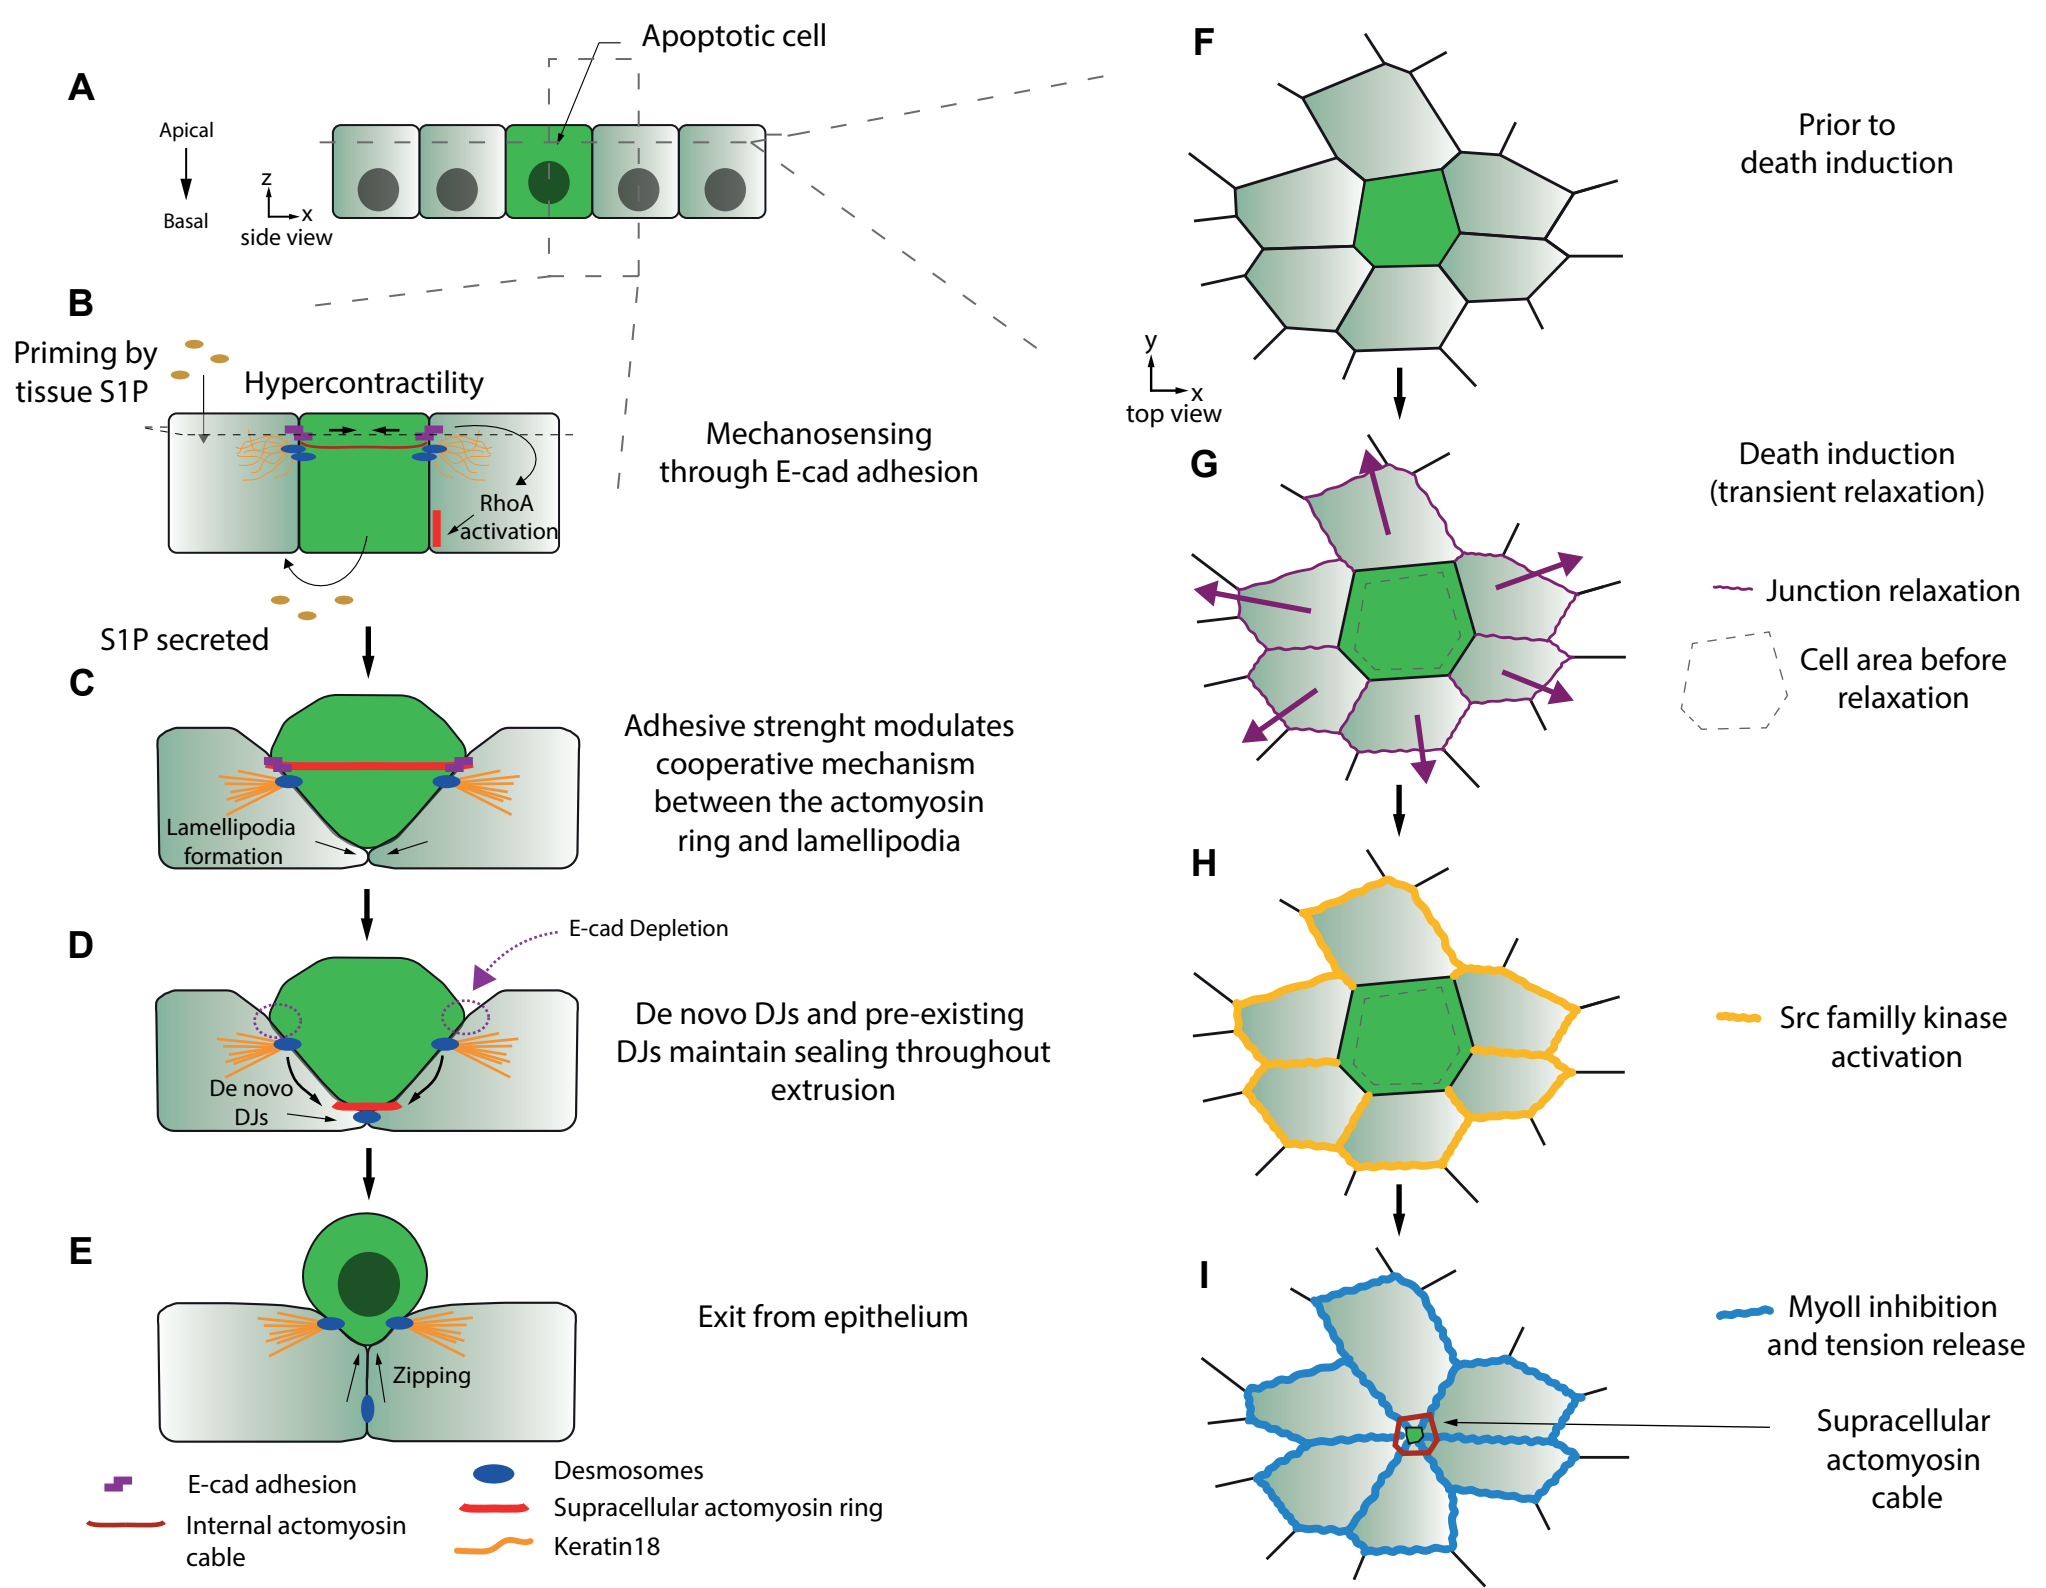 A
Apoptotic cell
Apical
Basal
z
x
side view
B
Priming by
tissue S1P
Hypercontractility
RhoA
activation
S1P secreted
Mechanosensing
through E-cad adhesion
C
Lamellipodia
formation
Adhesive strenght modulates
cooperative mechanism
between the actomyosin
ring and lamellipodia
D
E-cad Depletion
De novo
DJs
De novo DJs and pre-existing
DJs maintain sealing throughout
extrusion
E
Zipping
Exit from epithelium
E-cad adhesion
Internal actomyosin
cable
Desmosomes
Supracellular actomyosin ring
Keratin18
F
Prior to
death induction
y
x
top view
G
Death induction
(transient relaxation)
Junction relaxation
Cell area before
relaxation
H
Src familly kinase
activation
I
MyoII inhibition
and tension release
Supracellular
actomyosin
cable